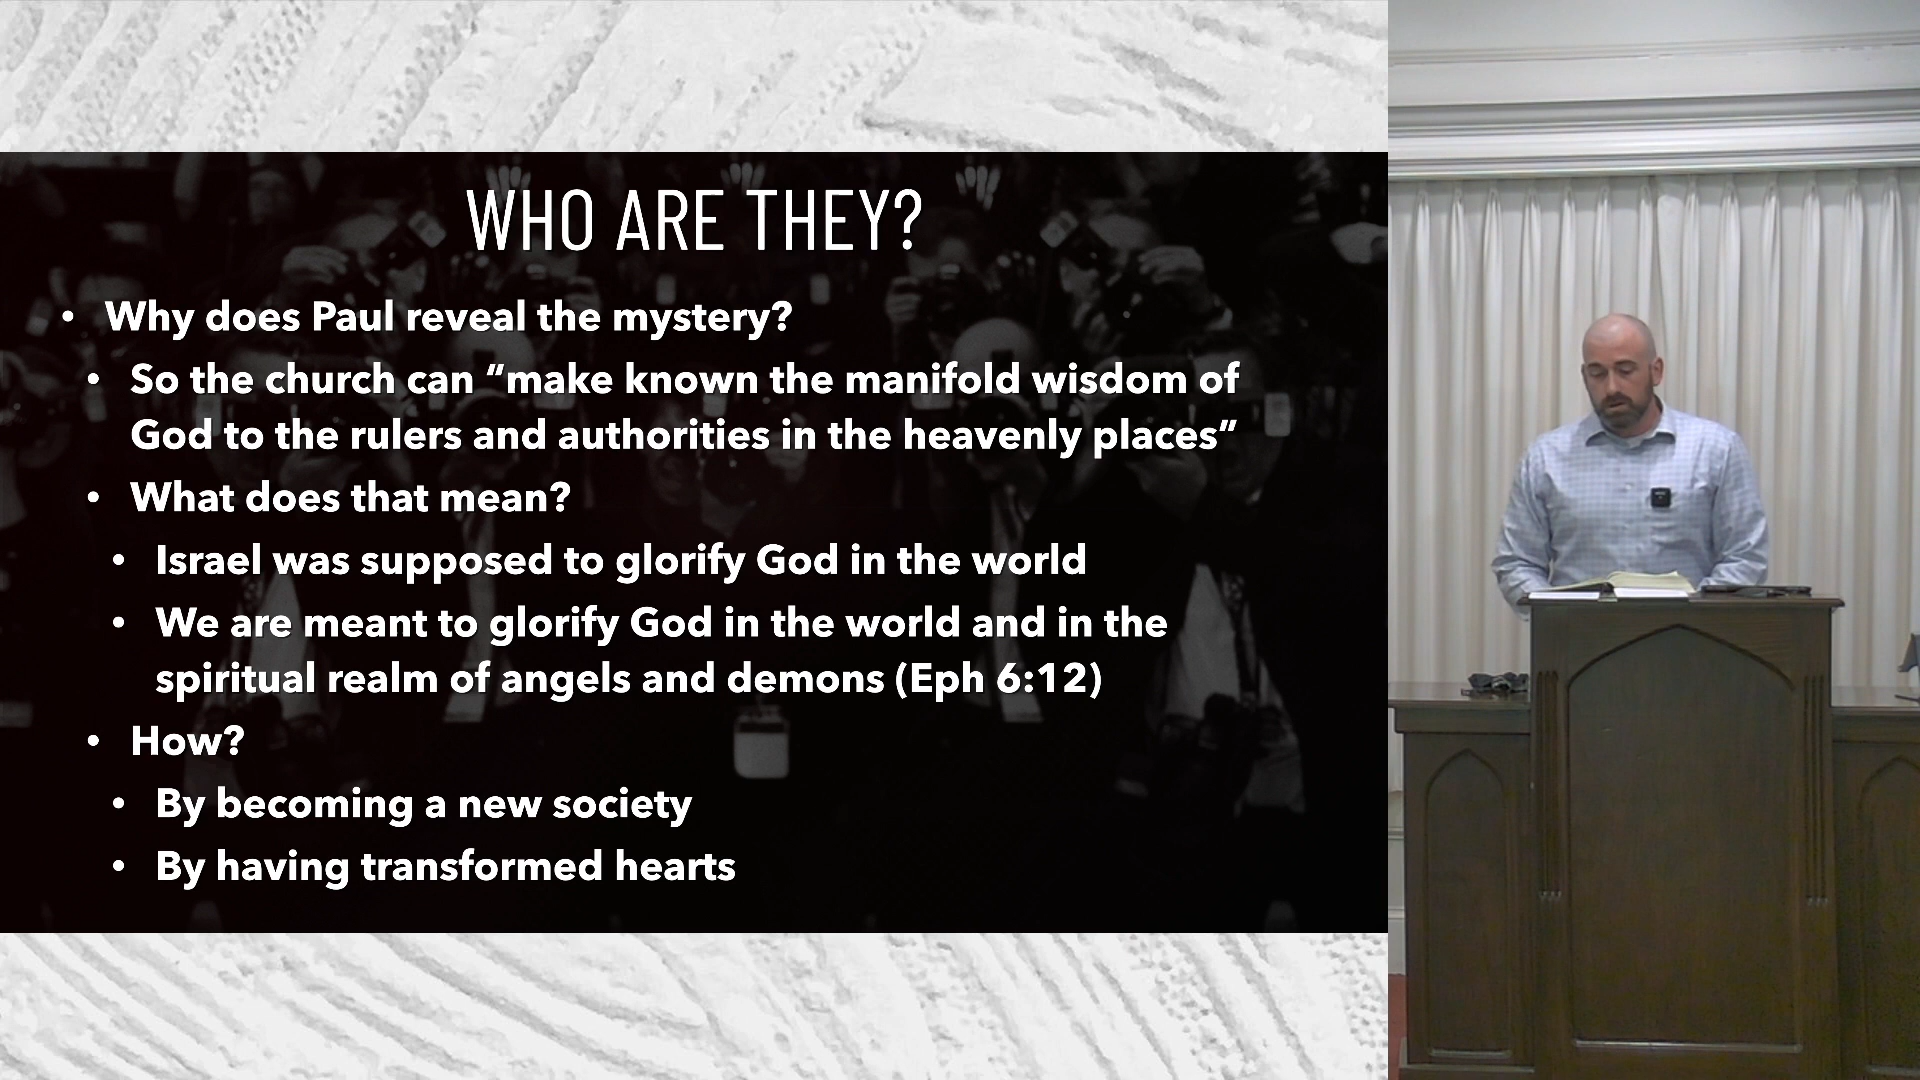 WHO ARE THEY?
• Why does Paul reveal the mystery?
• So the church can “make known the manifold wisdom of
God to the rulers and authorities in the heavenly places”
• What does that mean?
• Israel was supposed to glorify God in the world
• We are meant to glorify God in the world and in the
spiritual realm of angels and demons (Eph 6:12)
• How?
• By becoming a new society
• By having transformed hearts